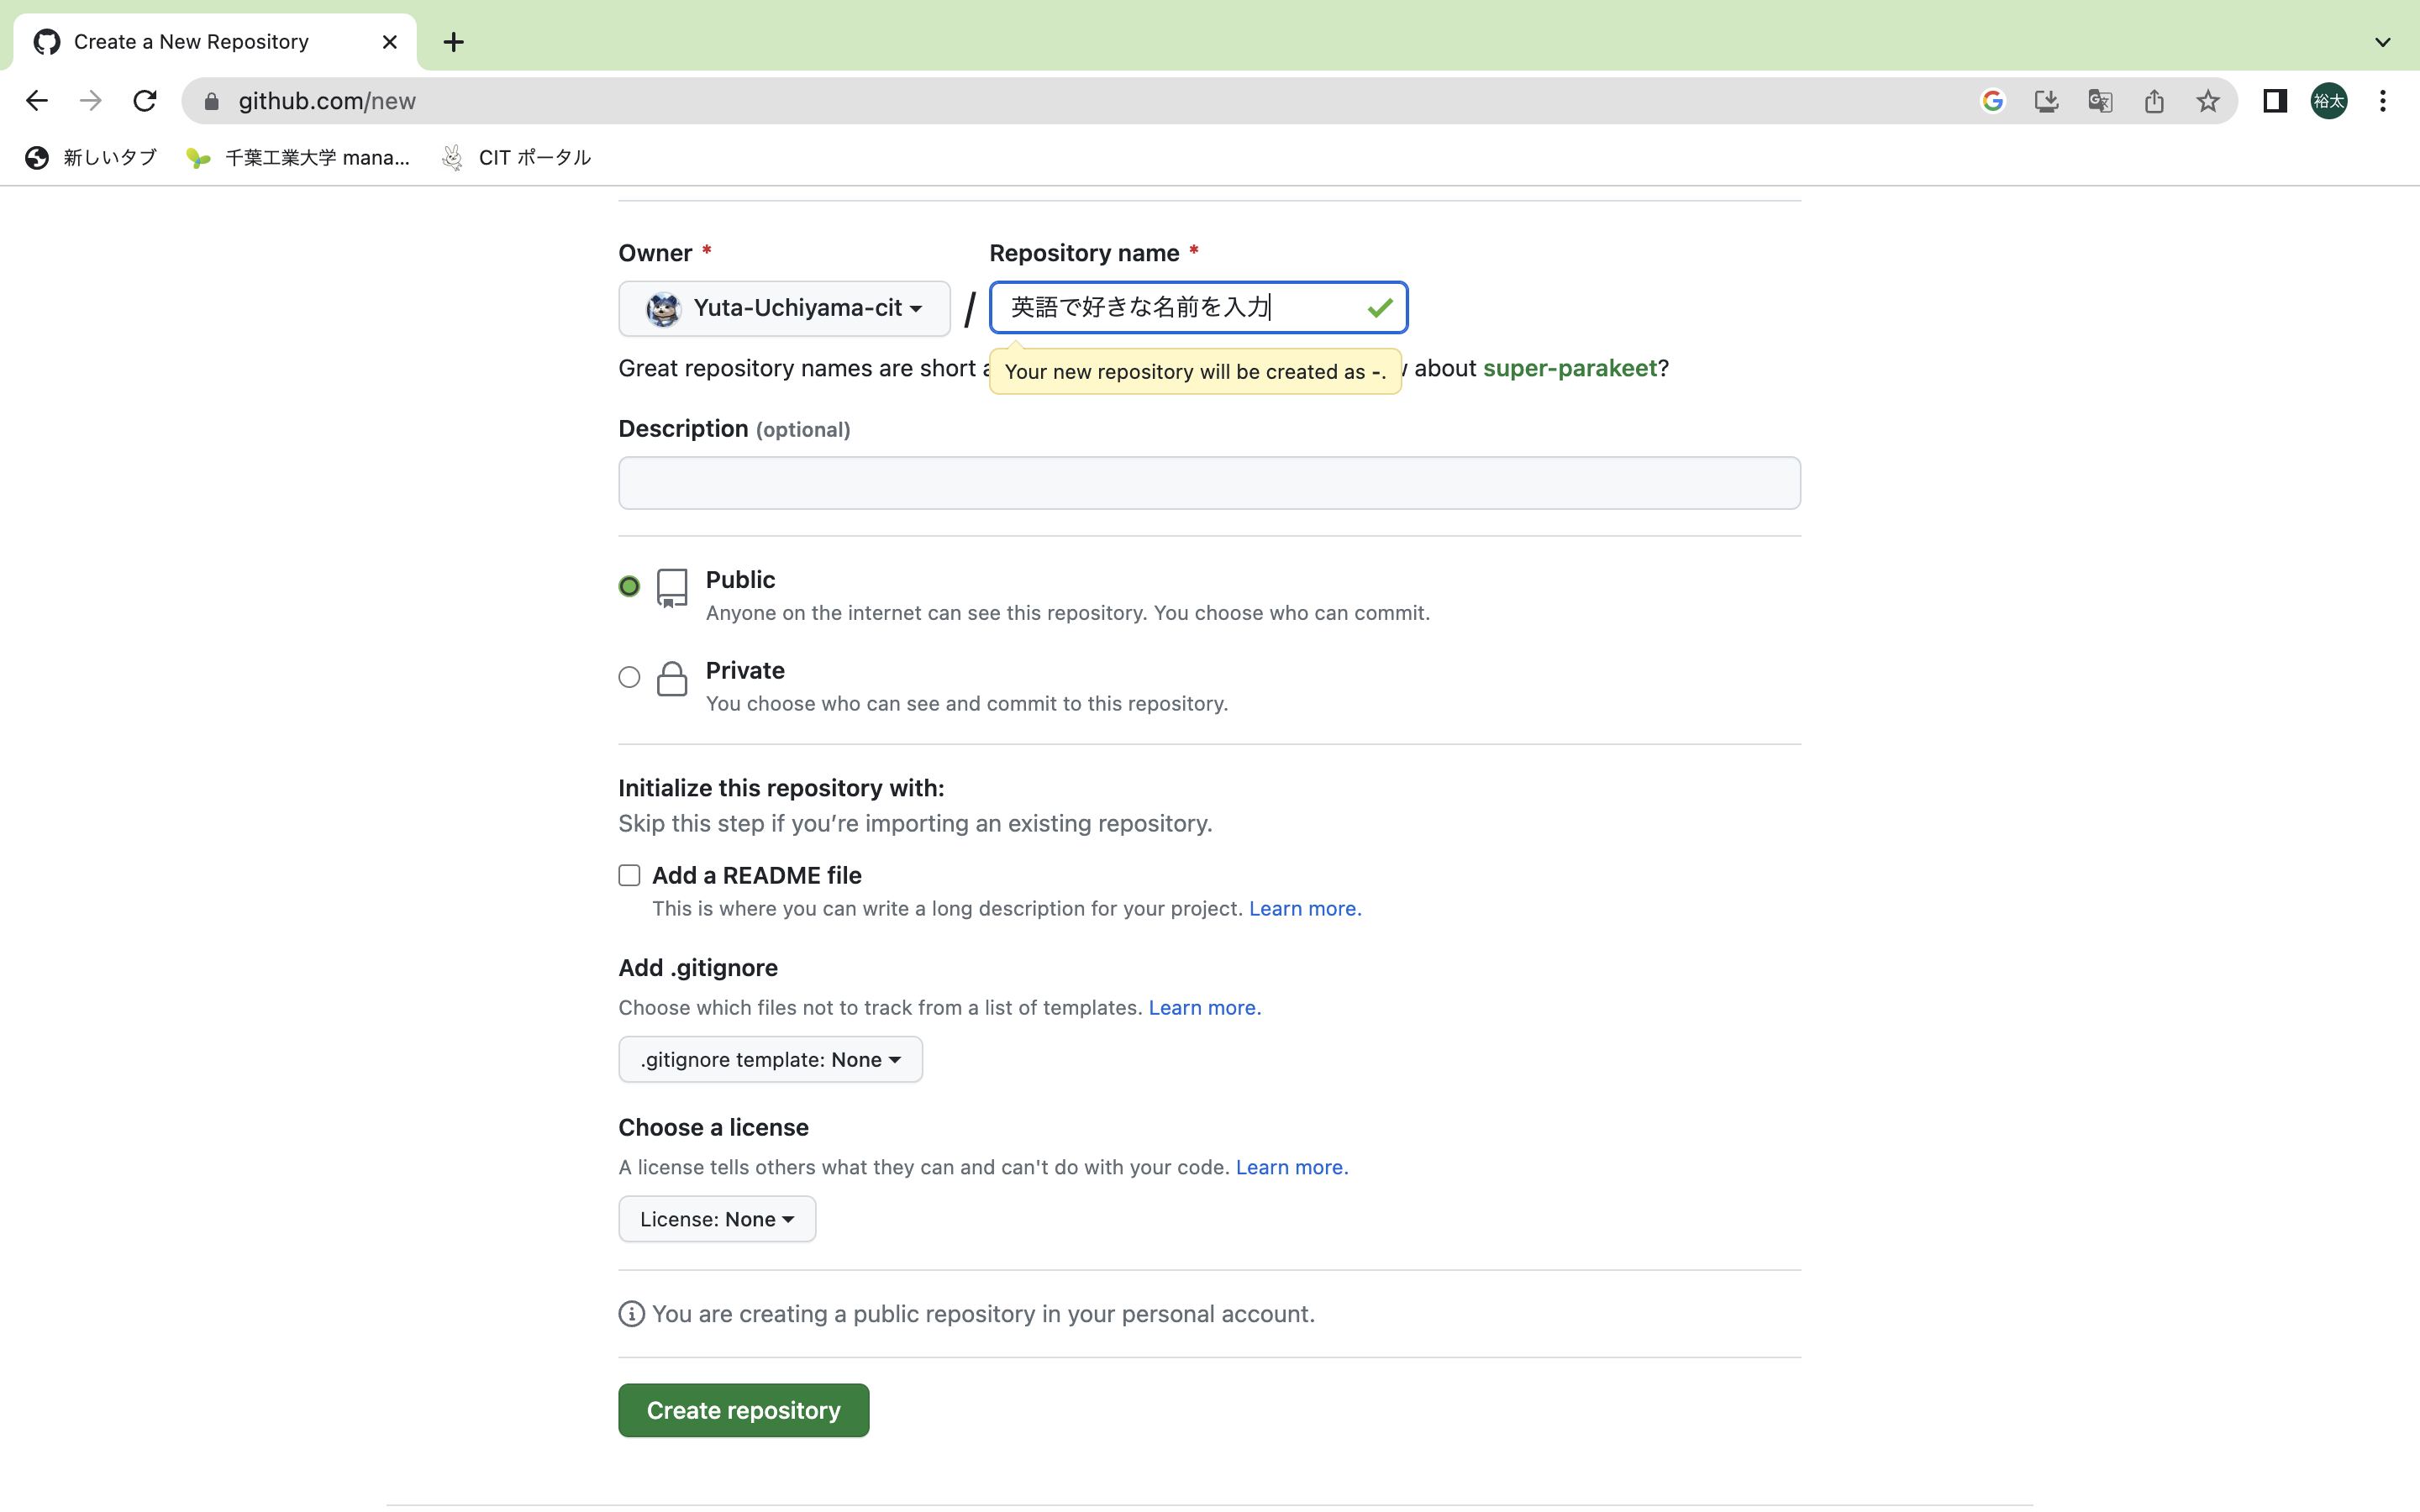 Create a New Repository
github.com/new
裕太
新しいタブ
千葉工業大学 mana...
CIT ポータル
Owner *
Repository name *
Yuta-Uchiyama-cit
/
英語で好きな名前を入力
Great repository names are short
Your new repository will be created as -.
about super-parakeet?
Description (optional)
Public
Anyone on the internet can see this repository. You choose who can commit.
Private
You choose who can see and commit to this repository.
Initialize this repository with:
Skip this step if you’re importing an existing repository.
Add a README file
This is where you can write a long description for your project. Learn more.
Add .gitignore
Choose which files not to track from a list of templates. Learn more.
.gitignore template: None
Choose a license
A license tells others what they can and can't do with your code. Learn more.
License: None
You are creating a public repository in your personal account.
Create repository